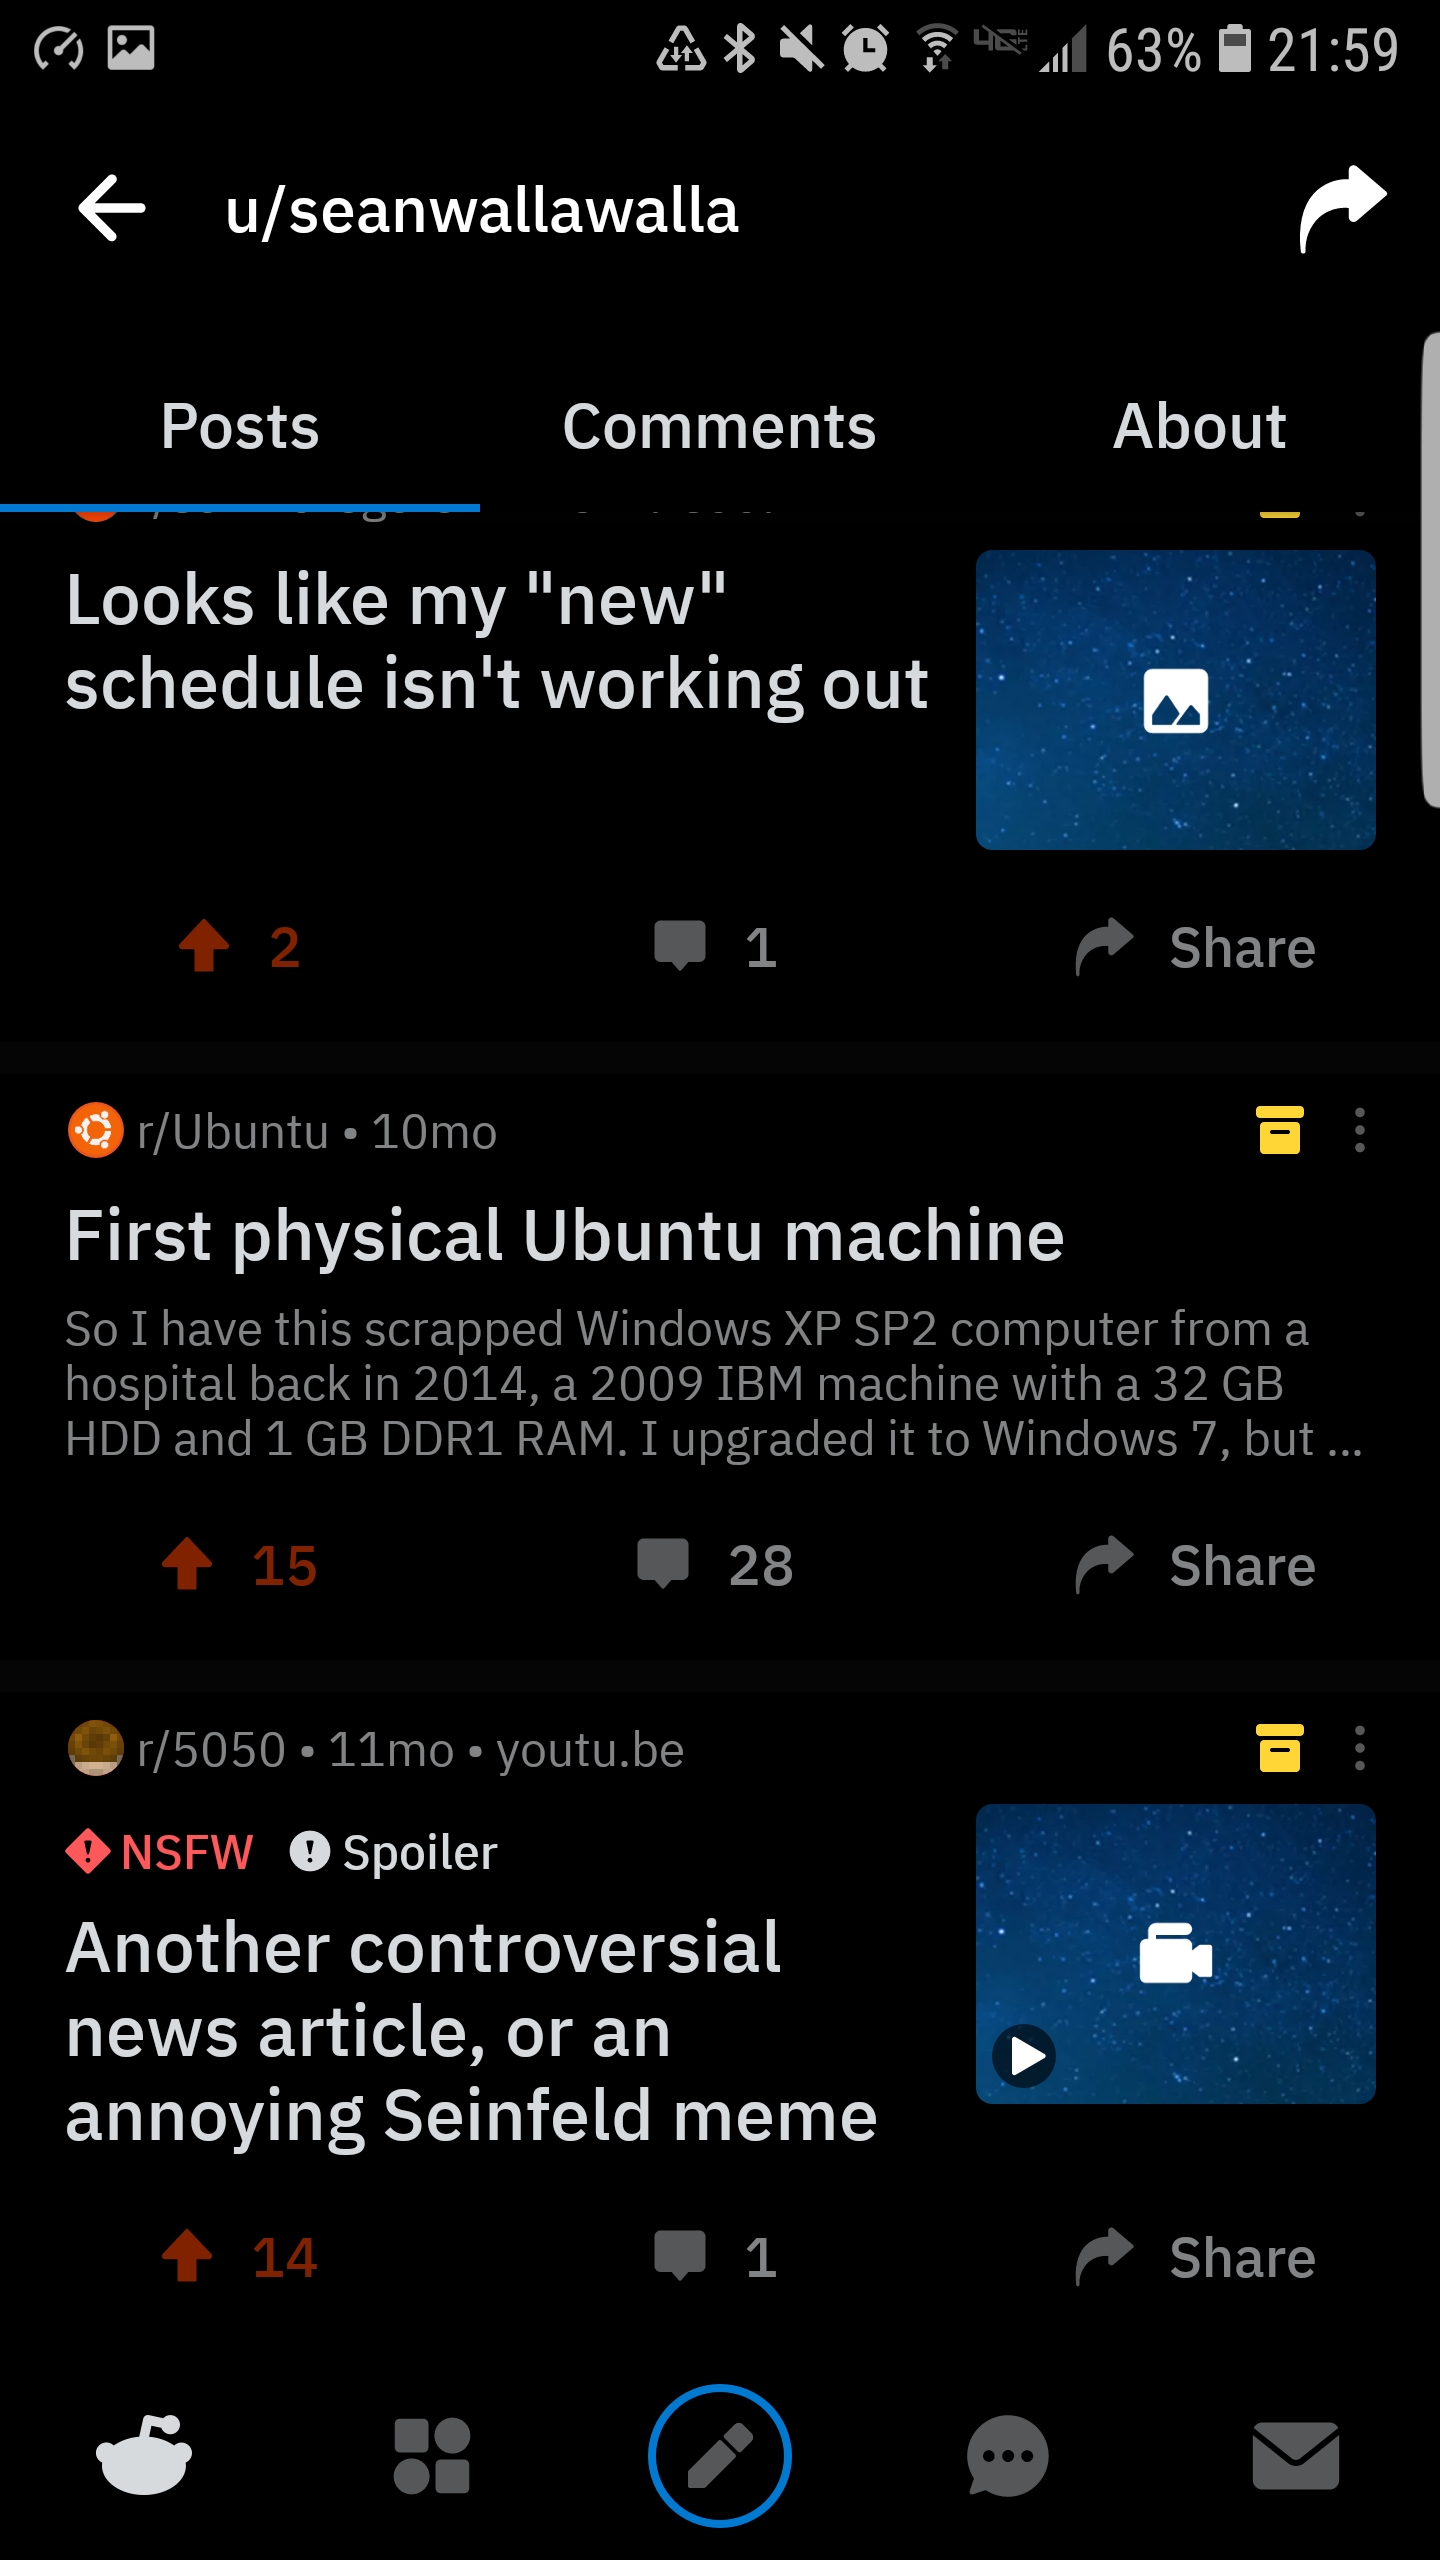 63% 21:59
u/seanwallawalla
Posts Comments About
Looks like my "new"
schedule isn't working out
2 1 Share
r/Ubuntu • 10mo
First physical Ubuntu machine
So I have this scrapped Windows XP SP2 computer from a
hospital back in 2014, a 2009 IBM machine with a 32 GB
HDD and 1 GB DDR1 RAM. I upgraded it to Windows 7, but ...
15 28 Share
r/5050 • 11mo • youtu.be
NSFW Spoiler
Another controversial
news article, or an
annoying Seinfeld meme
14 1 Share